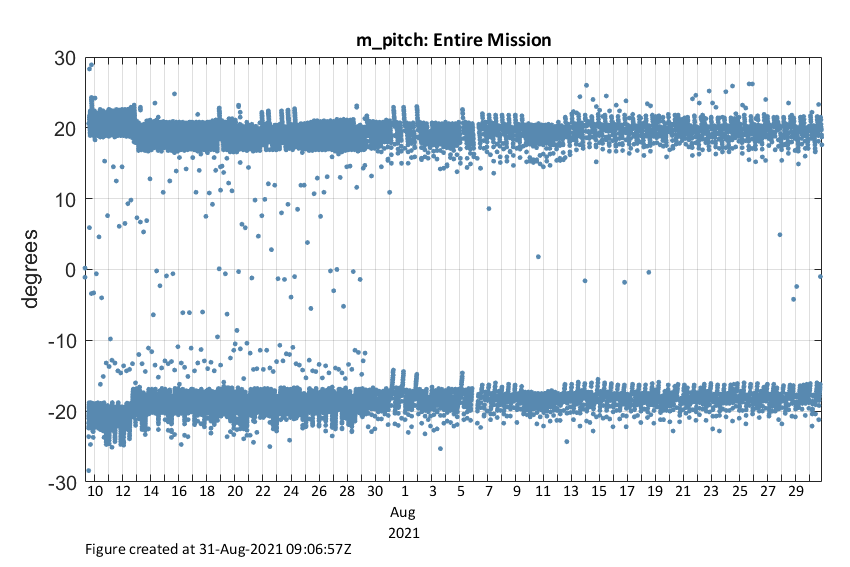 m_pitch: Entire Mission
30
20
10
0
-10
-20
-30
degrees
10 12 14 16 18 20 22 24 26 28 30 1 3 5 7 9 11 13 15 17 19 21 23 25 27 29
Aug
2021
Figure created at 31-Aug-2021 09:06:57Z